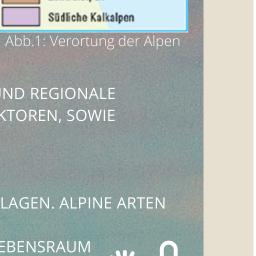 Südliche Kalkalpen
Abb.1: Verortung der Alpen
UND REGIONALE
KTOREN, SOWIE
LAGEN. ALPINE ARTEN
EBENSRAUM